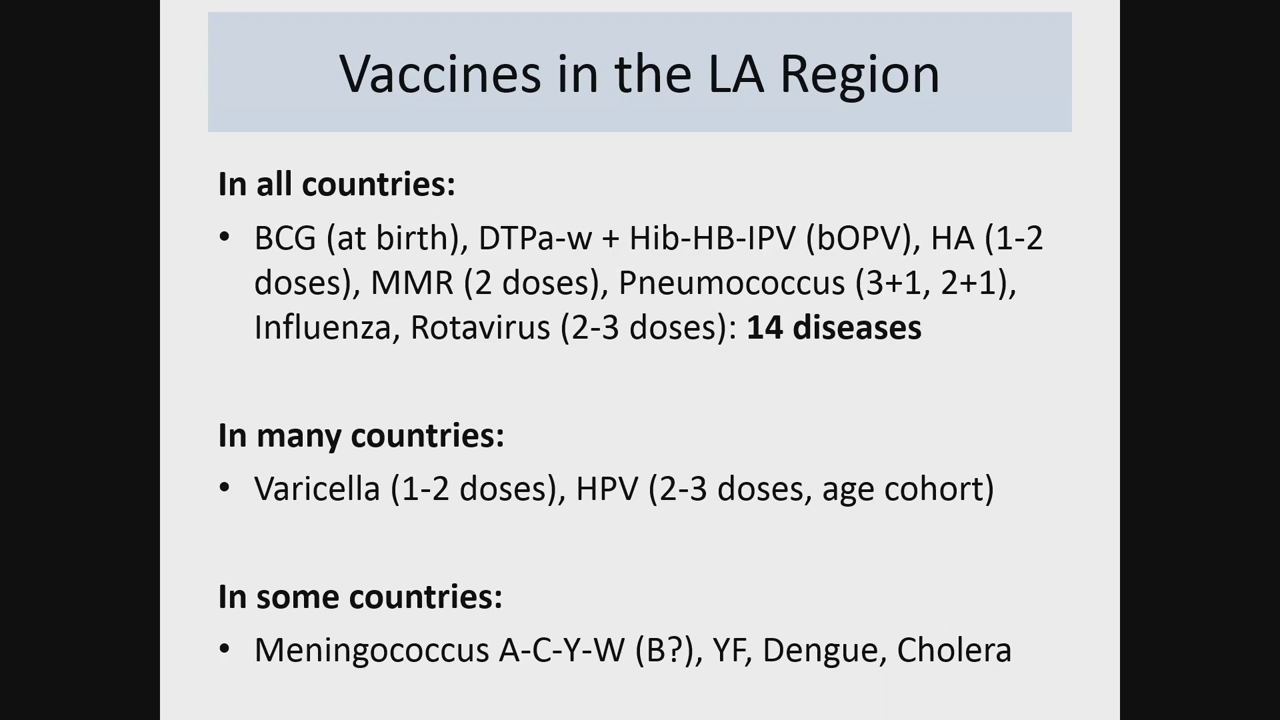 Vaccines in the LA Region
In all countries:
• BCG (at birth), DTPa-w + Hib-HB-IPV (bOPV), HA (1-2
doses), MMR (2 doses), Pneumococcus (3+1, 2+1),
Influenza, Rotavirus (2-3 doses): 14 diseases
In many countries:
• Varicella (1-2 doses), HPV (2-3 doses, age cohort)
In some countries:
• Meningococcus A-C-Y-W (B?), YF, Dengue, Cholera